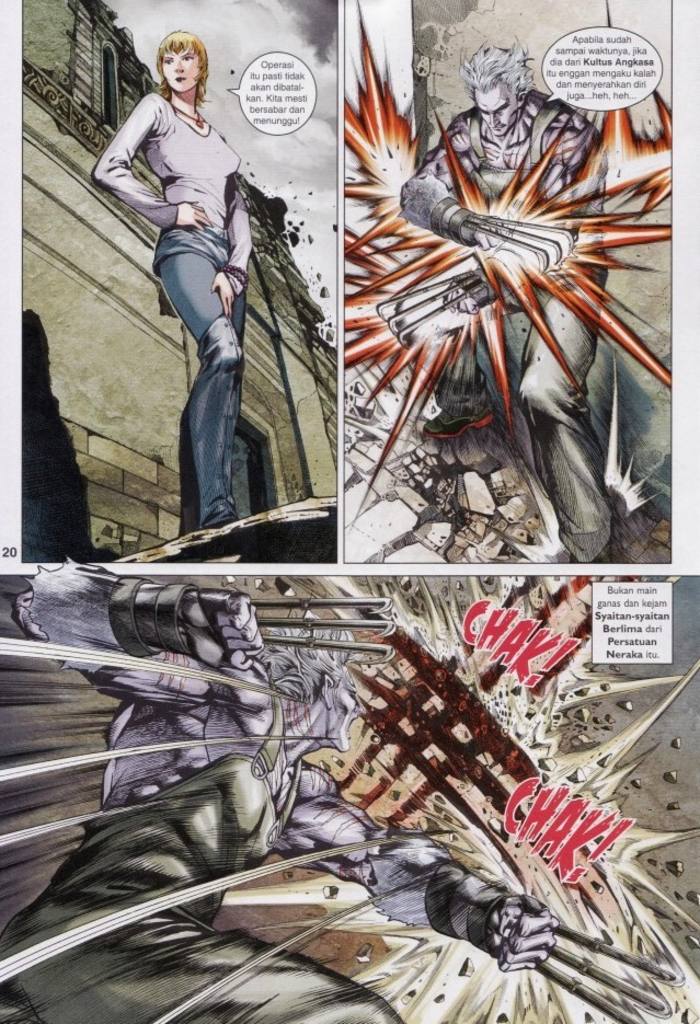 Operasi
itu pasti tidak
akan dibatal-
kan. Kita mesti
bersabar dan
menunggu!
Apabila sudah
sampai waktunya, jika
dia dari Kultus Angkasa
itu enggan mengaku kalah
dan menyerahkan diri
juga...heh, heh...
20
Bukan main
ganas dan kejam
Syaitan-syaitan
Berlima dari
Persatuan
Neraka itu.
CHAK!
CHAK!